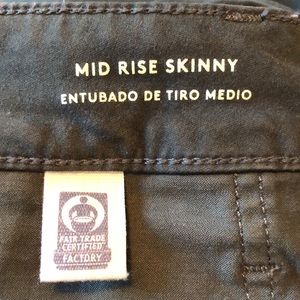 MID RISE SKINNY
ENTUBADO DE TIRO MEDIO
FAIR TRADE
CERTIFIED
FACTORY